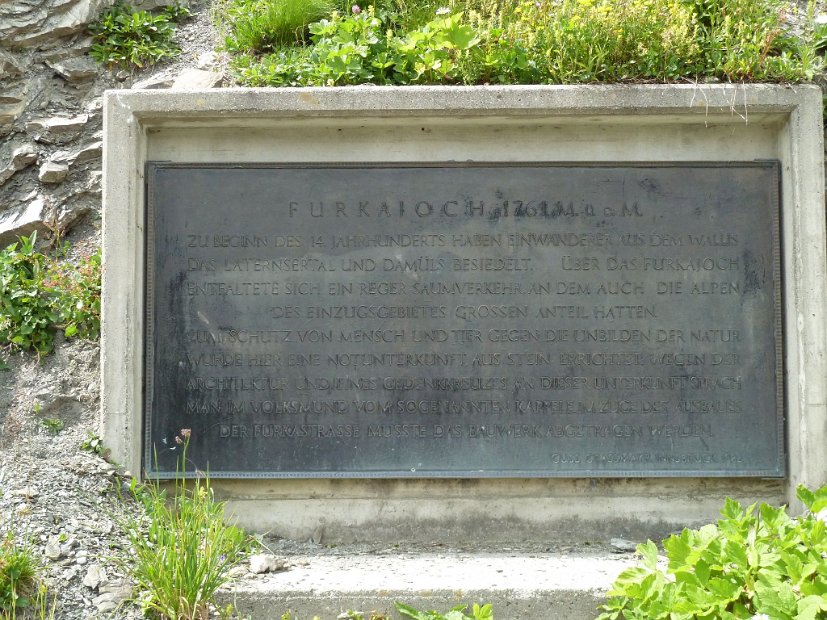 FURKAJOCH 1761 M. ü. M.
ZU BEGINN DES 14. JAHRHUNDERTS HABEN EINWANDERER AUS DEM WALLIS
DAS LATERNSERTAL UND DAMÜLS BESIEDELT. ÜBER DAS FURKAJOCH
ENTFALTETE SICH EIN REGER SAUMVERKEHR, AN DEM AUCH DIE ALPEN
DES EINZUGSGEBIETES GROSSEN ANTEIL HATTEN.
ZUM SCHUTZ VON MENSCH UND TIER GEGEN DIE UNBILDEN DER NATUR
WURDE HIER EINE NOTUNTERKUNFT AUS STEIN ERRICHTET. WEGEN DER
ARCHITEKTUR UND EINES GEDENKKREUZES AN DIESER UNTERKUNFT SPRACH
MAN IM VOLKSMUND VOM SOGENANNTEN KAPPELE. IM ZUGE DES AUSBAUES
DER FURKASTRASSE MUSSTE DAS BAUWERK ABGETRAGEN WERDEN.
GUSS GRASSMAYR INNSBRUCK